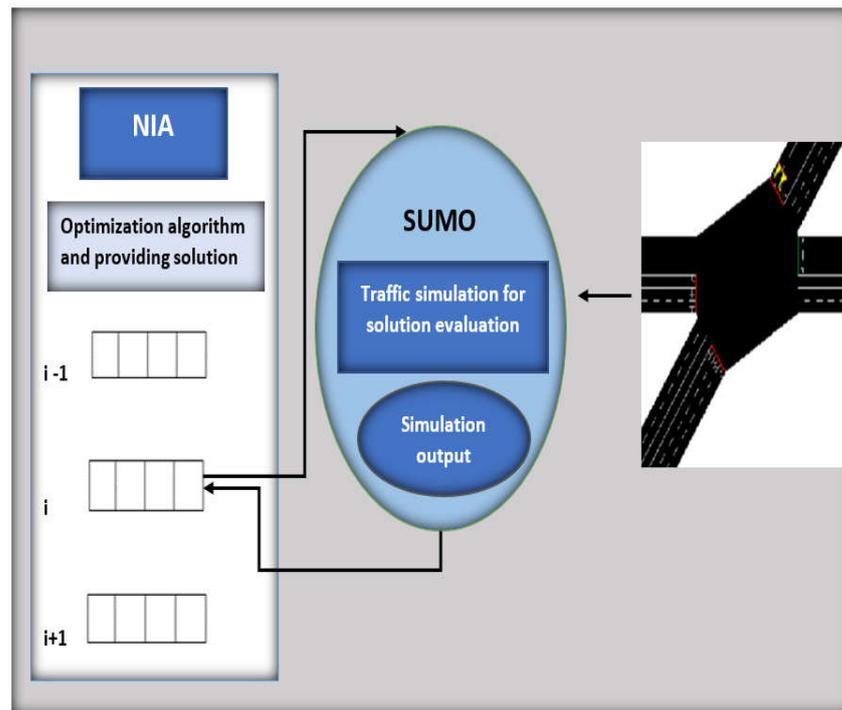 NIA
Optimization algorithm
and providing solution
i -1
i
i+1
SUMO
Traffic simulation for
solution evaluation
Simulation
output